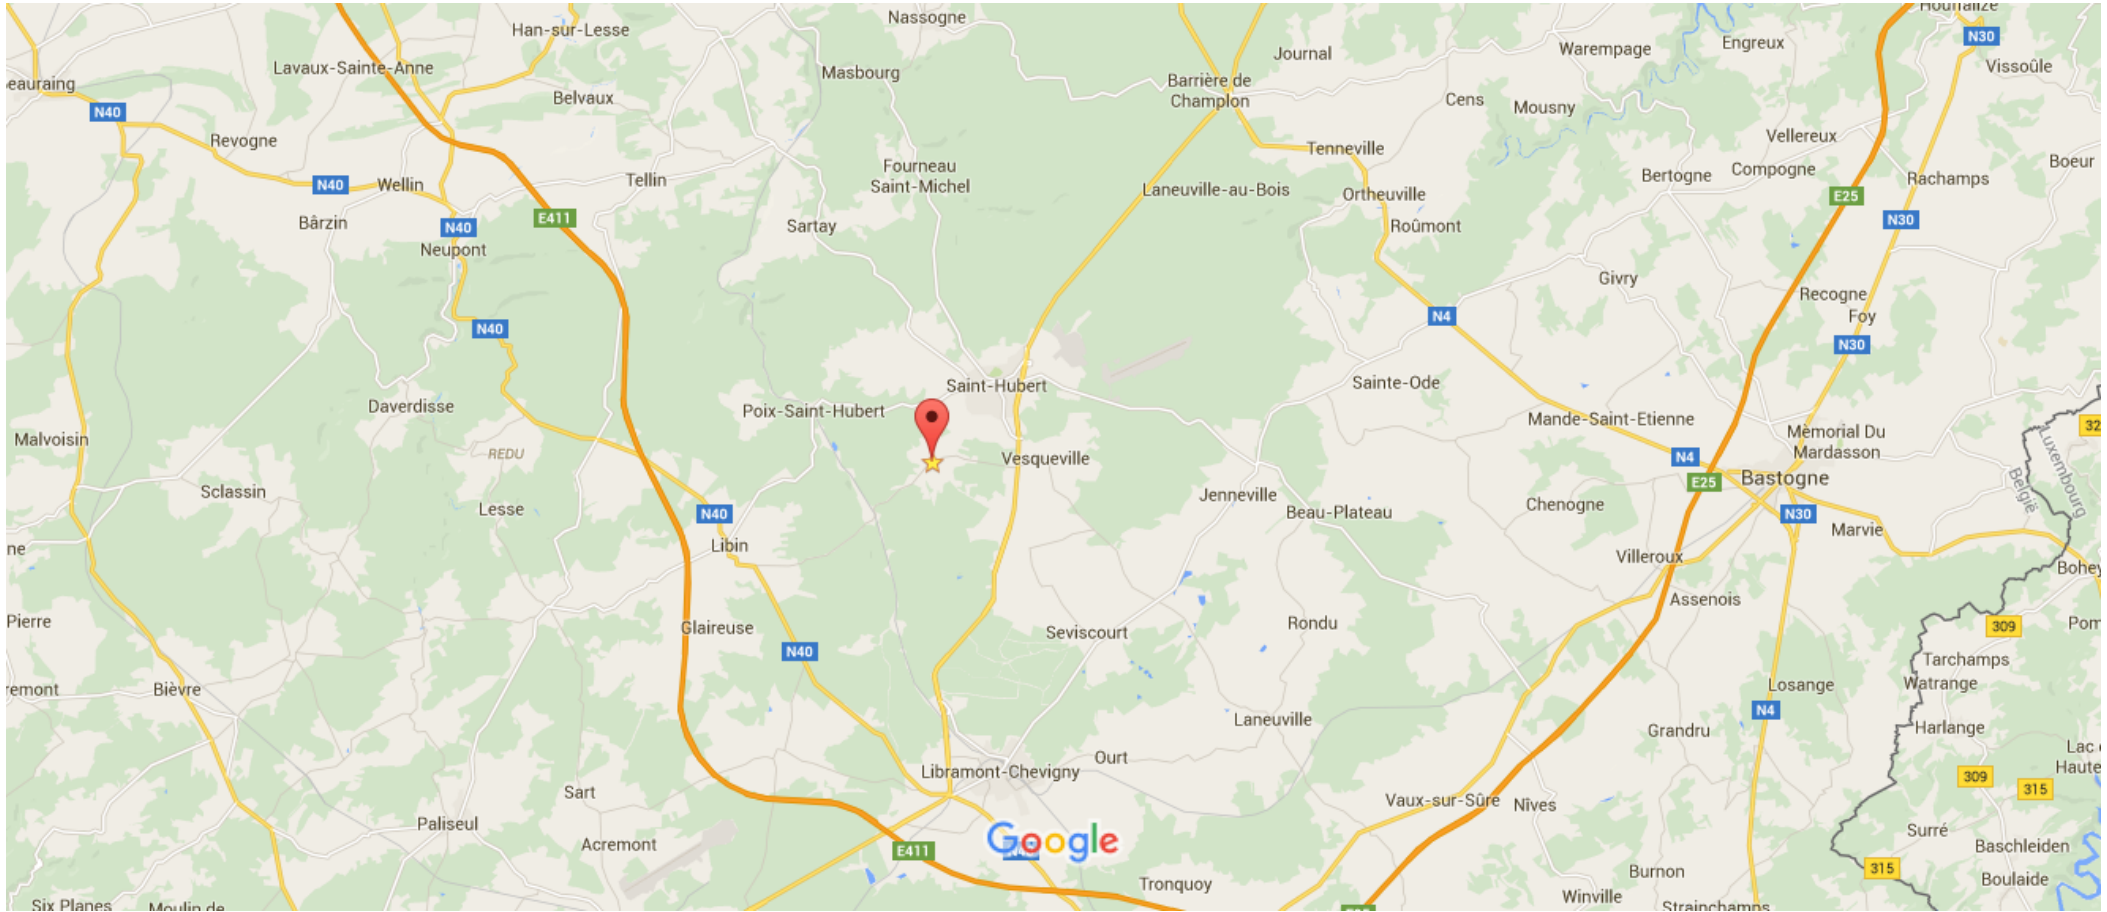 Houffalize
Nassogne
Han-sur-Lesse
N30
Journal
Warempage
Engreux
Vissoûle
Lavaux-Sainte-Anne
Masbourg
Barrière de
Champlon
eauraing
Belvaux
Cens
Mousny
N40
Revogne
Vellereux
Tenneville
Fourneau
Saint-Michel
Compogne
Boeur
Bertogne
Rachamps
N40
Wellin
Tellin
Laneuville-au-Bois
Ortheuville
E25
Bârzin
N40
E411
Sartay
Roûmont
N30
Neupont
Givry
Recogne
Foy
N4
N40
N30
Saint-Hubert
Sainte-Ode
Daverdisse
Poix-Saint-Hubert
Mande-Saint-Etienne
32
Malvoisin
Mémorial Du
Mardasson
REDU
Vesqueville
N4
Luxembourg
België
Sclassin
E25
Bastogne
Jenneville
Lesse
N40
Beau-Plateau
Chenogne
N30
Marvie
ne
Libin
Villeroux
Bohey
Assenois
Pierre
Glaireuse
Seviscourt
Rondu
309
Pom
N40
Tarchamps
remont
Bièvre
Losange
Watrange
N4
Laneuville
Grandru
Harlange
Lac
Haute
Ourt
Libramont-Chevigny
309
315
Sart
Vaux-sur-Sûre
Nîves
Paliseul
Surré
Acremont
E411
Google
Baschleiden
315
Burnon
Boulaide
Tronquoy
Winville
Six Planes
Moulin de
Strainchamps